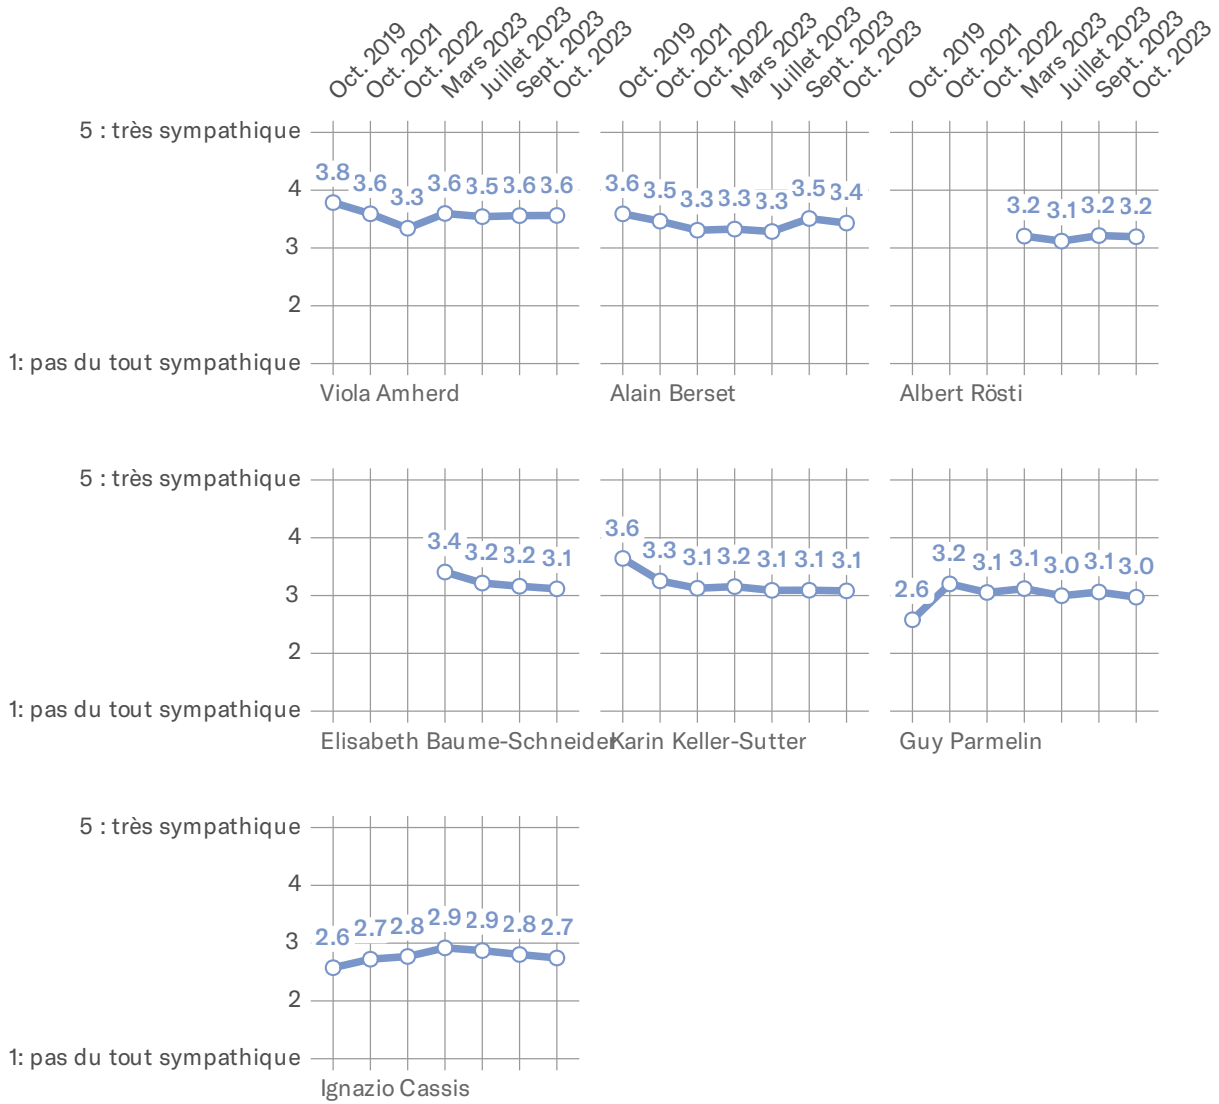 Oct. 2019 Oct. 2021 Oct. 2022 Mars 2023 Juillet 2023 Sept. 2023 Oct. 2023 Oct. 2019 Oct. 2021 Oct. 2022 Mars 2023 Juillet 2023 Sept. 2023 Oct. 2023 Oct. 2019 Oct. 2021 Oct. 2022 Mars 2023 Juillet 2023 Sept. 2023 Oct. 2023
5 : très sympathique
3.8 3.6 3.3 3.6 3.5 3.6 3.6 3.6 3.5 3.3 3.3 3.3 3.5 3.4 3.2 3.1 3.2 3.2
4
3
2
1: pas du tout sympathique
Viola Amherd Alain Berset Albert Rösti
5 : très sympathique
4
3.4 3.2 3.2 3.1 3.6 3.3 3.1 3.2 3.1 3.1 3.1 2.6 3.2 3.1 3.1 3.0 3.1 3.0
3
2
1: pas du tout sympathique
Elisabeth Baume-Schneider Karin Keller-Sutter Guy Parmelin
5 : très sympathique
4
2.6 2.7 2.8 2.9 2.9 2.8 2.7
3
2
1: pas du tout sympathique
Ignazio Cassis